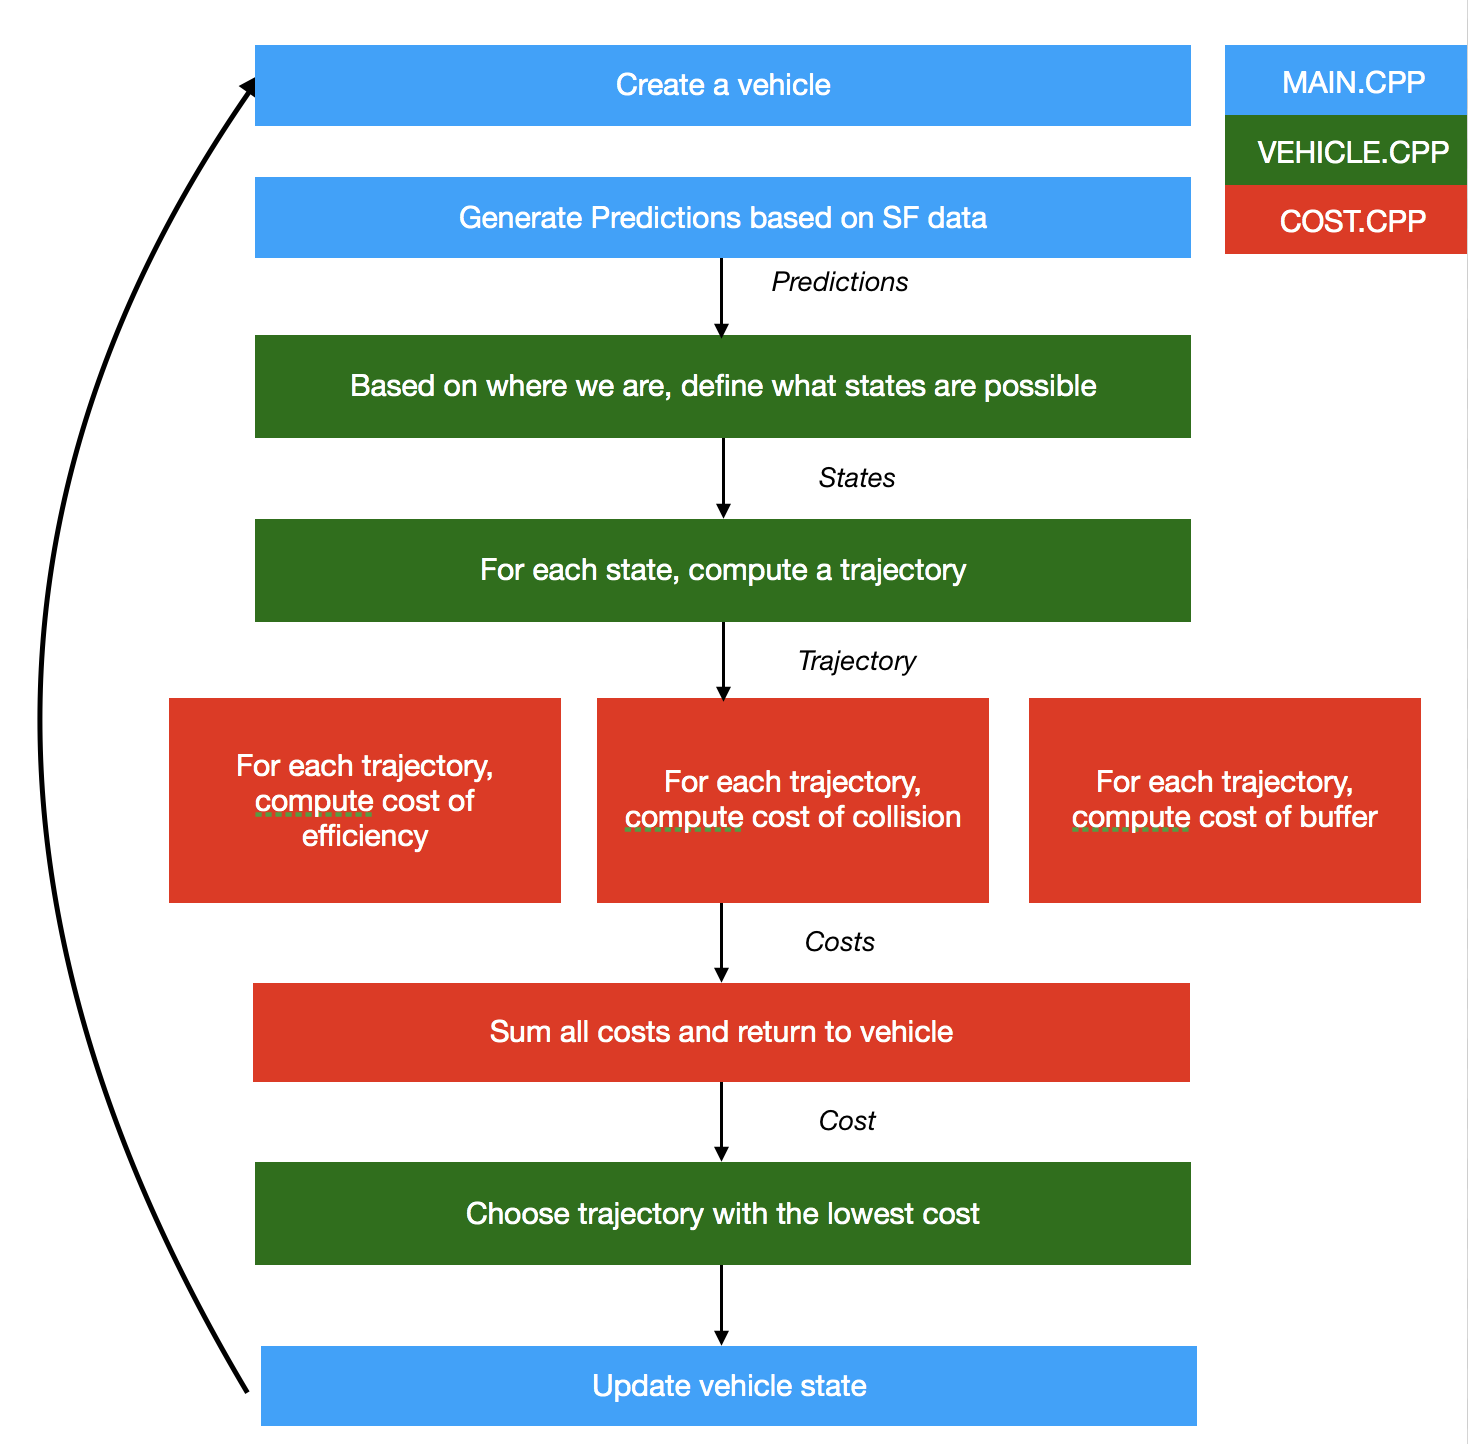 Create a vehicle
MAIN.CPP
VEHICLE.CPP
COST.CPP
Generate Predictions based on SF data
Predictions
Based on where we are, define what states are possible
States
For each state, compute a trajectory
Trajectory
For each trajectory,
compute cost of
efficiency
For each trajectory,
compute cost of collision
For each trajectory,
compute cost of buffer
Costs
Sum all costs and return to vehicle
Cost
Choose trajectory with the lowest cost
Update vehicle state